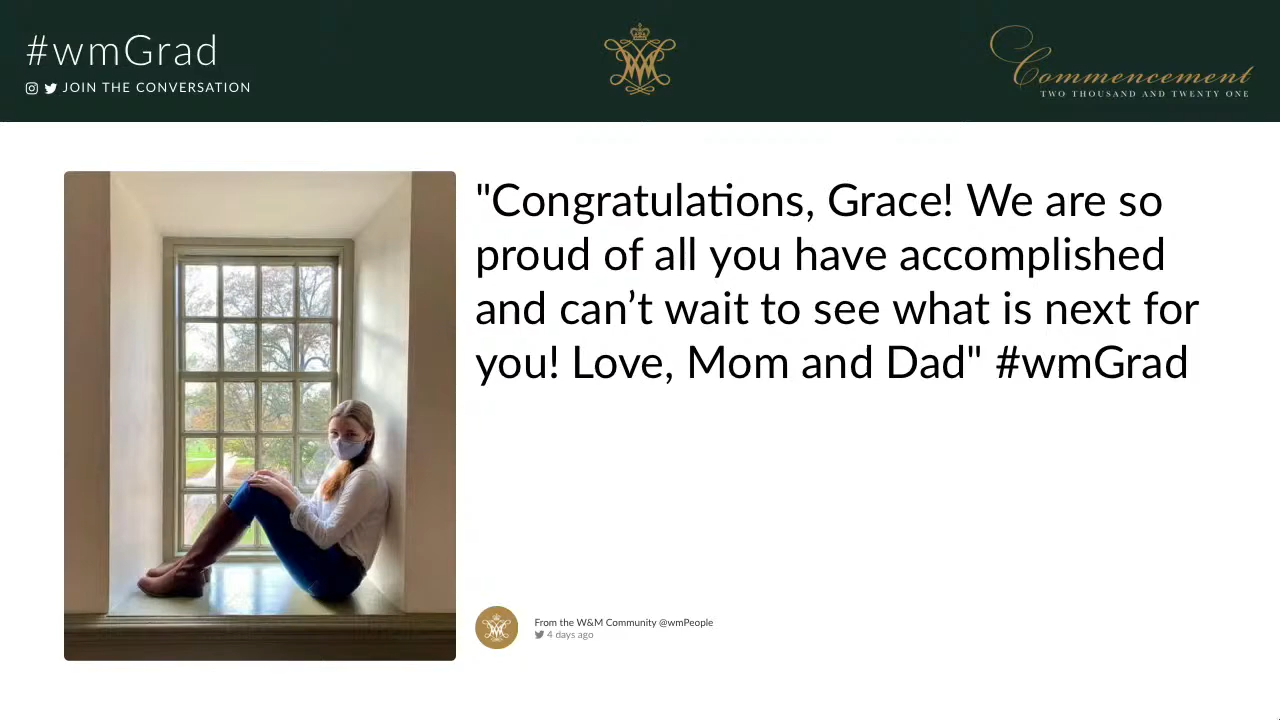 #wmGrad
JOIN THE CONVERSATION
Commencement
TWO THOUSAND AND TWENTY ONE
"Congratulations, Grace! We are so
proud of all you have accomplished
and can’t wait to see what is next for
you! Love, Mom and Dad" #wmGrad
From the W&M Community @wmPeople
4 days ago